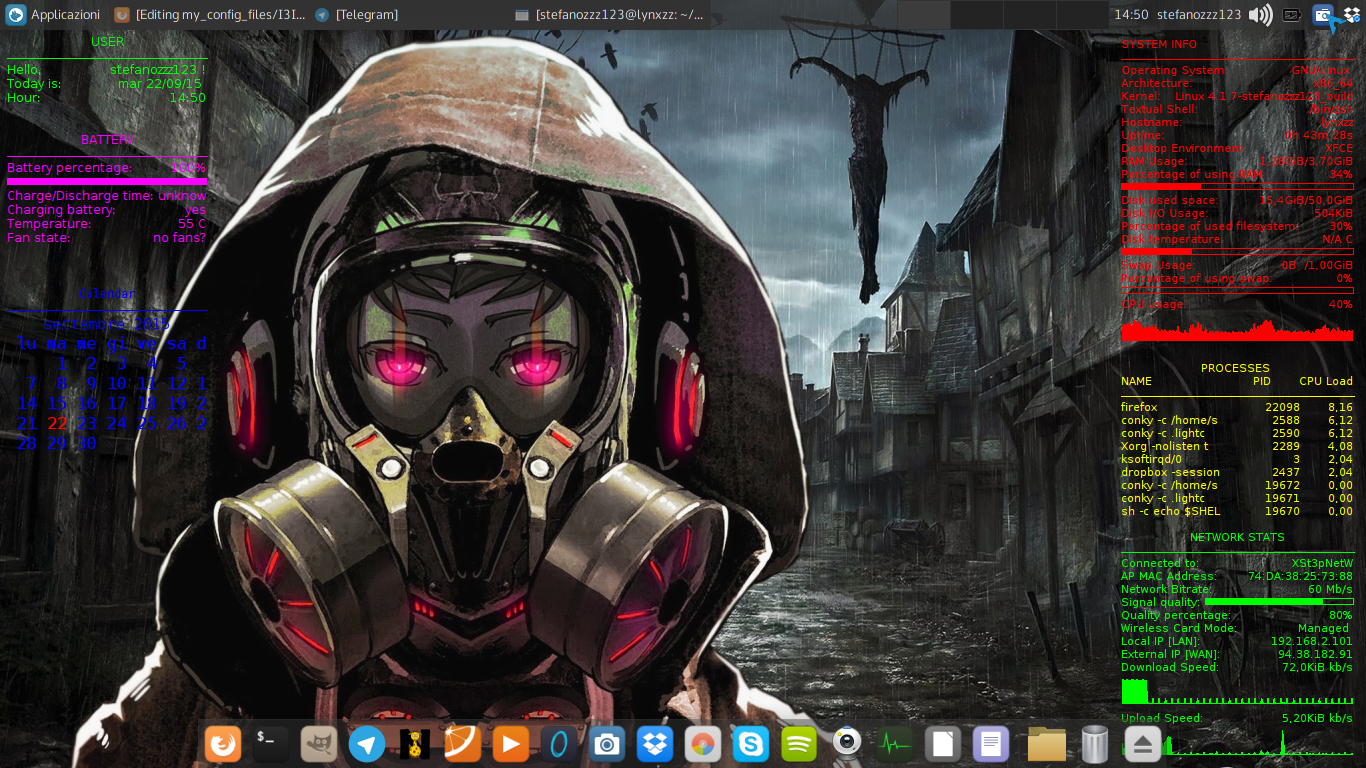 Applicazioni [Editing my_config_files/I3I... [Telegram] [stefanozzz123@lynxzz: ~/... 14:50 stefanozzz123
USER
Hello, stefanozzz123 !
Today is: mar 22/09/15
Hour: 14:50
BATTERY
Battery percentage:
Charge/Discharge time: unknow
Charging battery: yes
Temperature: 55 C
Fan state: no fans?
Calendar
settembre 2015
lu ma me gi ve sa d
1 2 3 4 5
7 8 9 10 11 12 1
14 15 16 17 18 19 2
21 22 23 24 25 26 2
28 29 30
SYSTEM INFO
Operating System: GNU/Linux
Architecture: x86_64
Kernel: Linux 4.1.7-stefanozzz123_build
Textual Shell:
Hostname: lynxzz
Uptime: 0h 43m 28s
Desktop Environment: XFCE
RAM Usage: /3,70GiB
Percentage of using RAM: 34%
Disk used space: 15,4GiB/50,0GiB
Disk I/O Usage: 504KiB
Percentage of used filesystem: 30%
Disk temperature: N/A C
Swap Usage: 0B /1,00GiB
Percentage of using swap: 0%
CPU usage: 40%
PROCESSES
NAME PID CPU Load
firefox 22098 8,16
conky -c /home/s 2588 6,12
conky -c .lightc 2590 6,12
Xorg -nolisten t 2289 4,08
ksoftirqd/0 3 2,04
dropbox -session 2437 2,04
conky -c /home/s 19672 0,00
conky -c .lightc 19671 0,00
sh -c echo $SHEL 19670 0,00
NETWORK STATS
Connected to: XSt3pNetW
AP MAC Address: 74:DA:38:25:73:88
Network Bitrate: 60 Mb/s
Signal quality:
Quality percentage: 80%
Wireless Card Mode: Managed
Local IP [LAN]: 192.168.2.101
External IP [WAN]: 94.38.182.91
Download Speed: 72,0KiB kb/s
Upload Speed: 5,20KiB kb/s